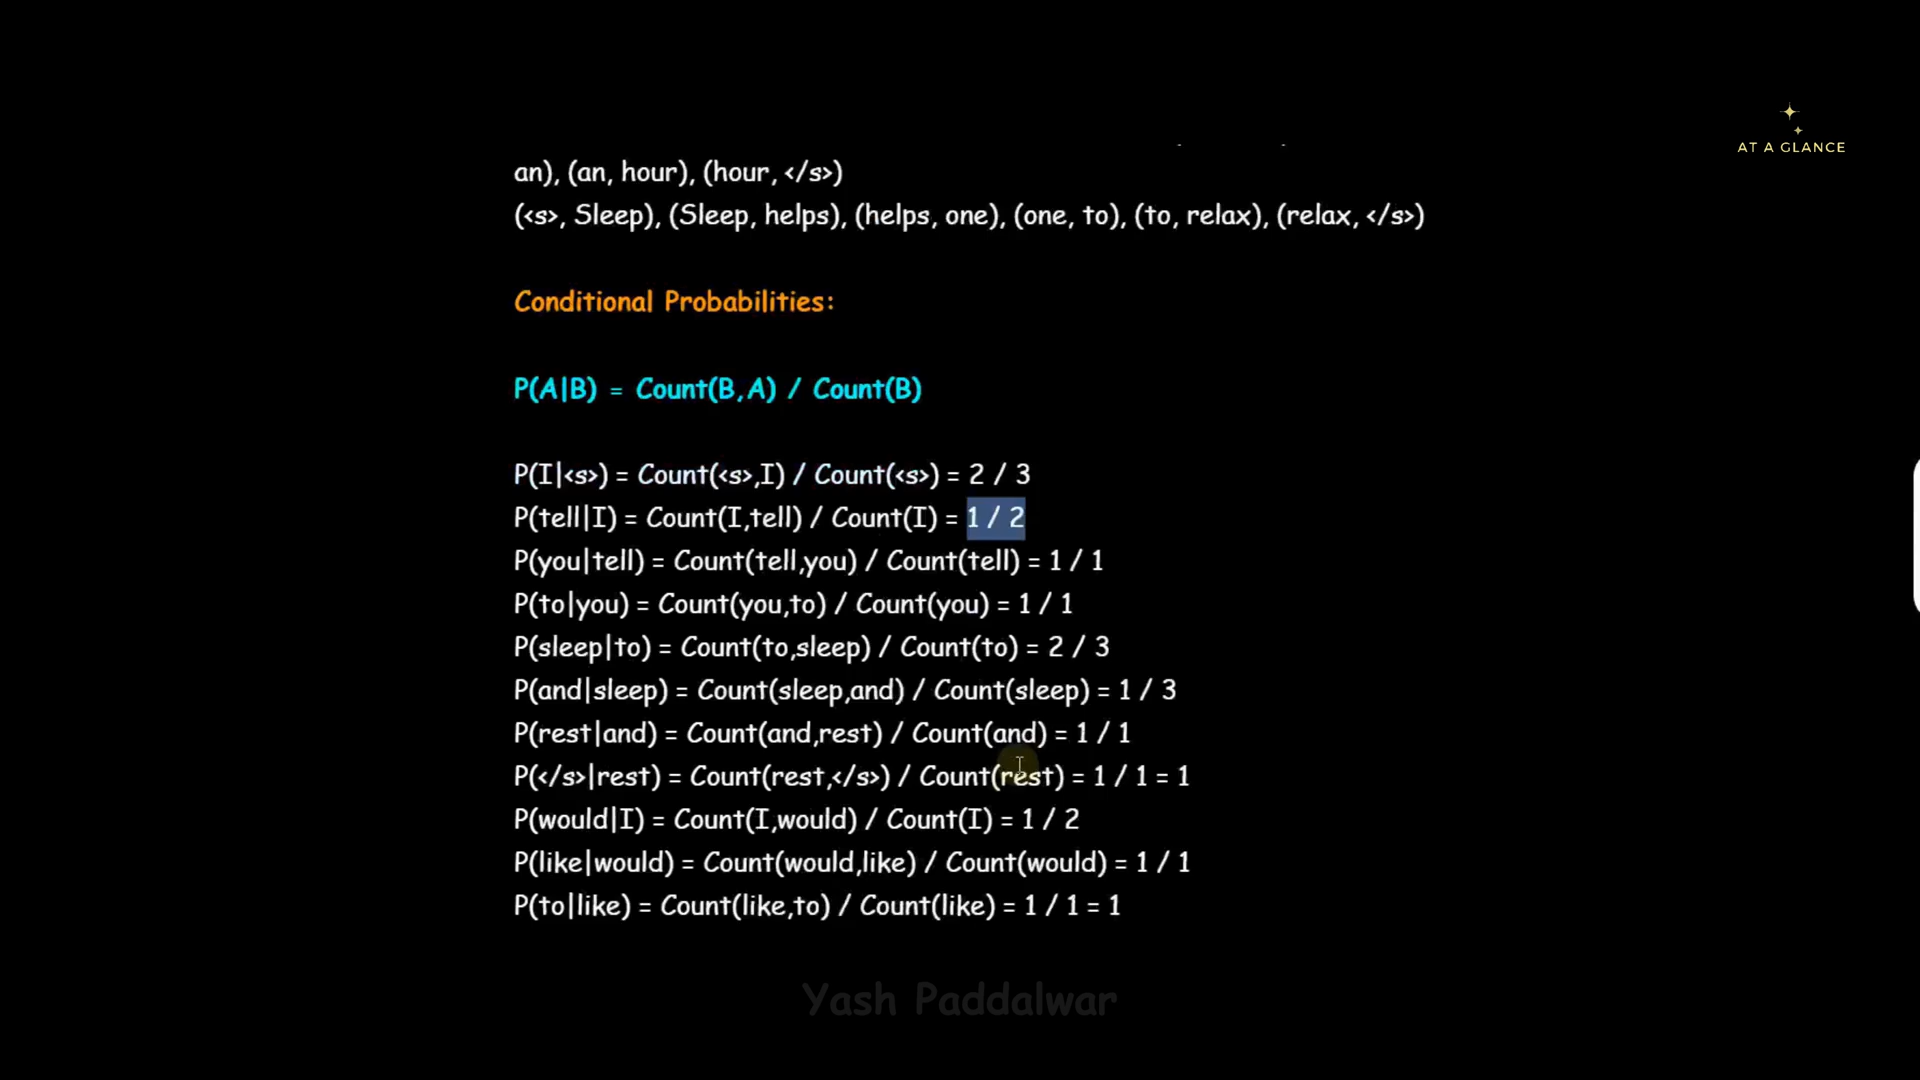 AT A GLANCE
an), (an, hour), (hour, </s>)
(<s>, Sleep), (Sleep, helps), (helps, one), (one, to), (to, relax), (relax, </s>)
Conditional Probabilities:
P(A|B) = Count(B,A) / Count(B)
P(I|<s>) = Count(<s>,I) / Count(<s>) = 2 / 3
P(tell|I) = Count(I,tell) / Count(I) = 1 / 2
P(you|tell) = Count(tell,you) / Count(tell) = 1 / 1
P(to|you) = Count(you,to) / Count(you) = 1 / 1
P(sleep|to) = Count(to,sleep) / Count(to) = 2 / 3
P(and|sleep) = Count(sleep,and) / Count(sleep) = 1 / 3
P(rest|and) = Count(and,rest) / Count(and) = 1 / 1
P(</s>|rest) = Count(rest,</s>) / Count(rest) = 1 / 1 = 1
P(would|I) = Count(I,would) / Count(I) = 1 / 2
P(like|would) = Count(would,like) / Count(would) = 1 / 1
P(to|like) = Count(like,to) / Count(like) = 1 / 1 = 1
Yash Paddalwar